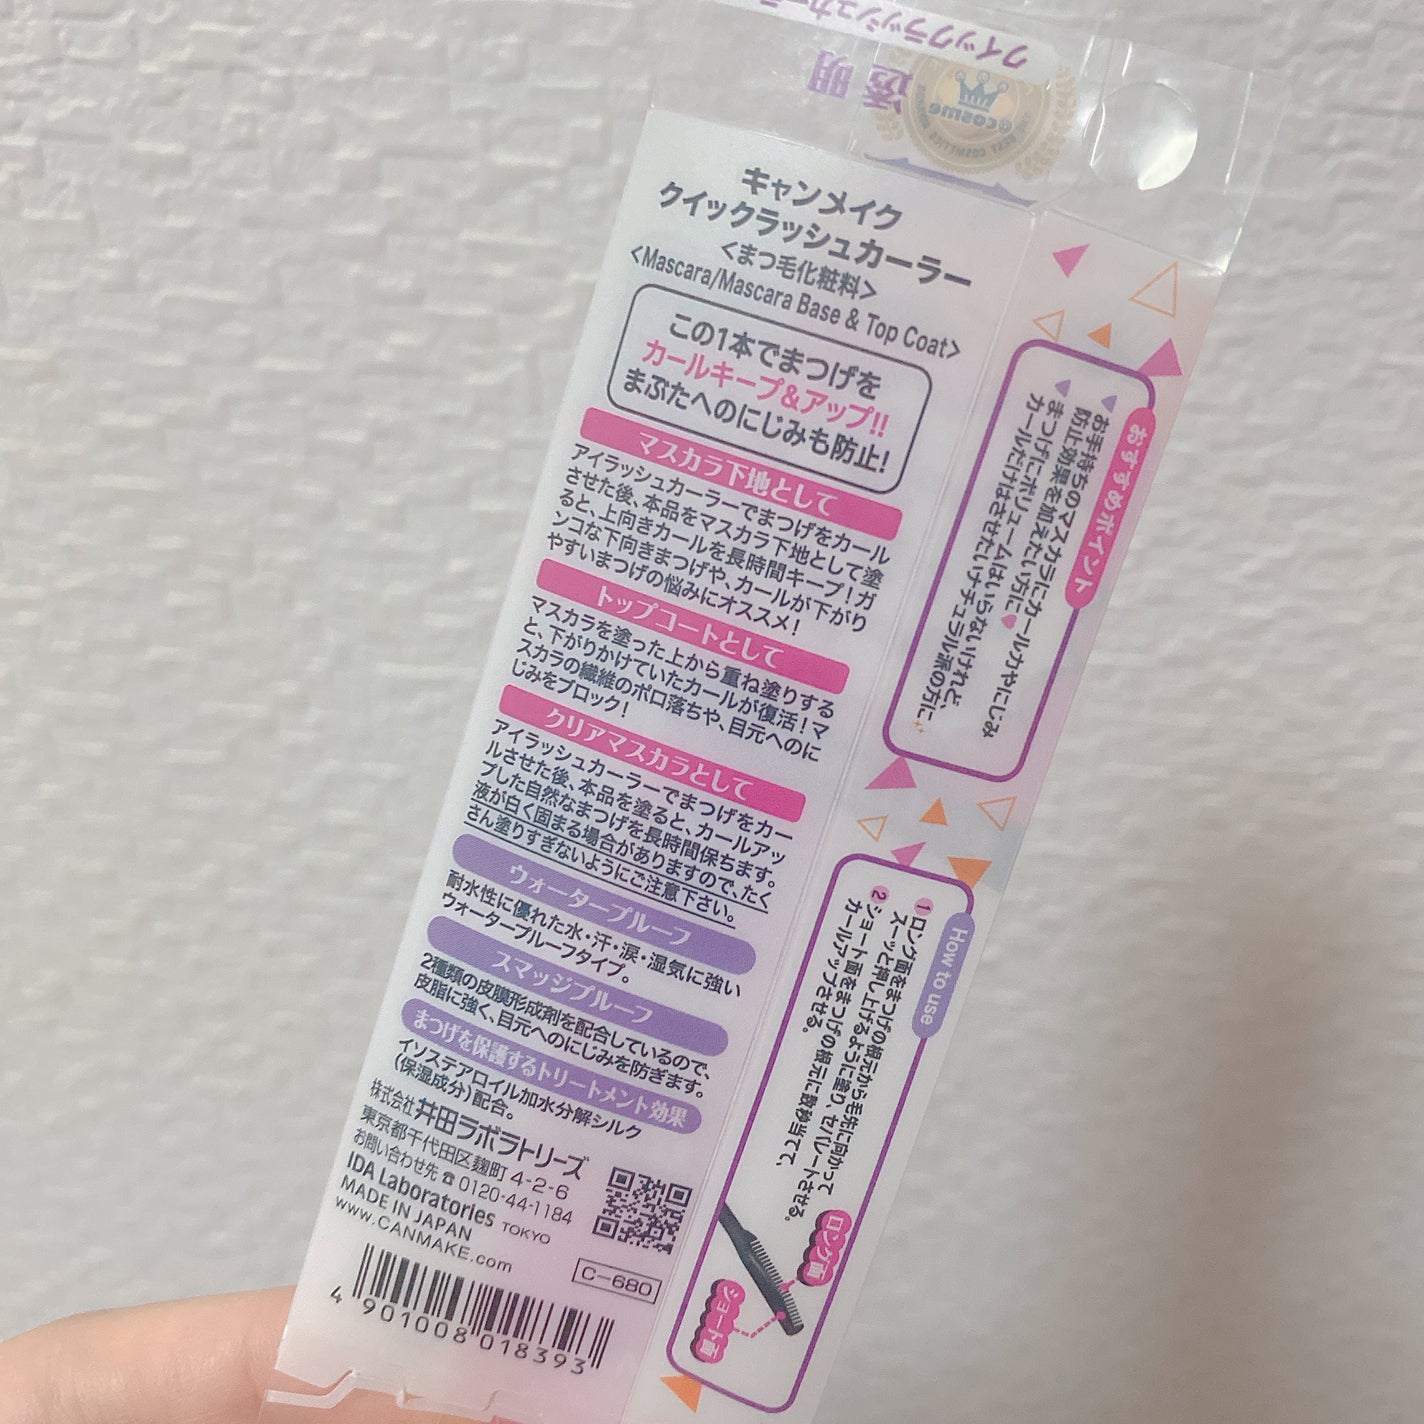 クイックラッシュカーラー
透明
@cosme
キャンメイク
クイックラッシュカーラー
<まつ毛化粧料>
<Mascara/Mascara Base & Top Coat>
この1本でまつげを
カールキープ&アップ!!
まぶたへのにじみも防止!
マスカラ下地として
アイラッシュカーラーでまつげをカール
させた後、本品をマスカラ下地として塗
ると、上向きカールを長時間キープ!ガ
ンコな下向きまつげや、カールが下がり
やすいまつげの悩みにオススメ!
トップコートとして
マスカラを塗った上から重ね塗りする
と、下がりかけていたカールが復活!マ
スカラの繊維のポロ落ちや、目元へのに
じみをブロック!
クリアマスカラとして
アイラッシュカーラーでまつげをカー
ルさせた後、本品を塗ると、カールアッ
プした自然なまつげを長時間保ちます。
液が白く固まる場合がありますので、たく
さん塗りすぎないようにご注意下さい。
ウォータープルーフ
耐水性に優れた水・汗・涙・湿気に強い
ウォータープルーフタイプ。
スマッジプルーフ
2種類の皮膜形成剤を配合しているので、
皮脂に強く、目元へのにじみを防ぎます。
まつげを保護するトリートメント効果
イソステアロイル加水分解シルク
(保湿成分)配合。
株式会社 井田ラボラトリーズ
東京都千代田区麹町 4-2-6
お問い合わせ先 ☎ 0120-44-1184
IDA Laboratories TOKYO
MADE IN JAPAN
www.CANMAKE.com
C-680
4 901008 018393
おすすめポイント
お手持ちのマスカラにカール力やにじみ
防止効果を加えたい方に♥
まつげにボリュームはいらないけれど、
カールだけはさせたいナチュラル派の方に
How to use
1 ロング面をまつげの根元から毛先に向かって
スーッと押し上げるように塗り、セパレートさせる。
2 ショート面をまつげの根元に数秒当てて、
カールアップさせる。
ロング面
ショート面